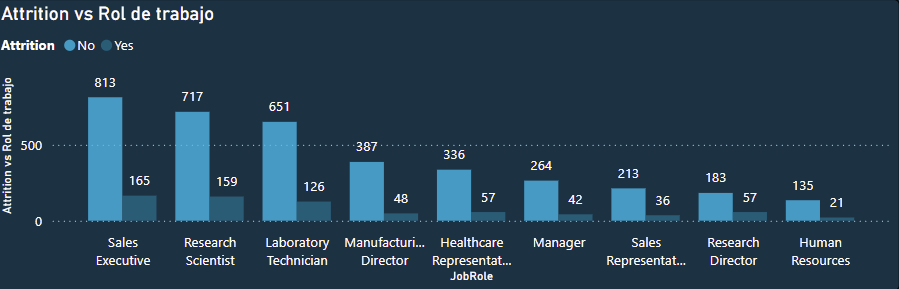 Attrition vs Rol de trabajo
Attrition No Yes
Attrition vs Rol de trabajo
500
0
813 165
717 159
651 126
387 48
336 57
264 42
213 36
183 57
135 21
Sales
Executive
Research
Scientist
Laboratory
Technician
Manufacturi...
Director
Healthcare
Representat...
Manager
Sales
Representat...
Research
Director
Human
Resources
JobRole